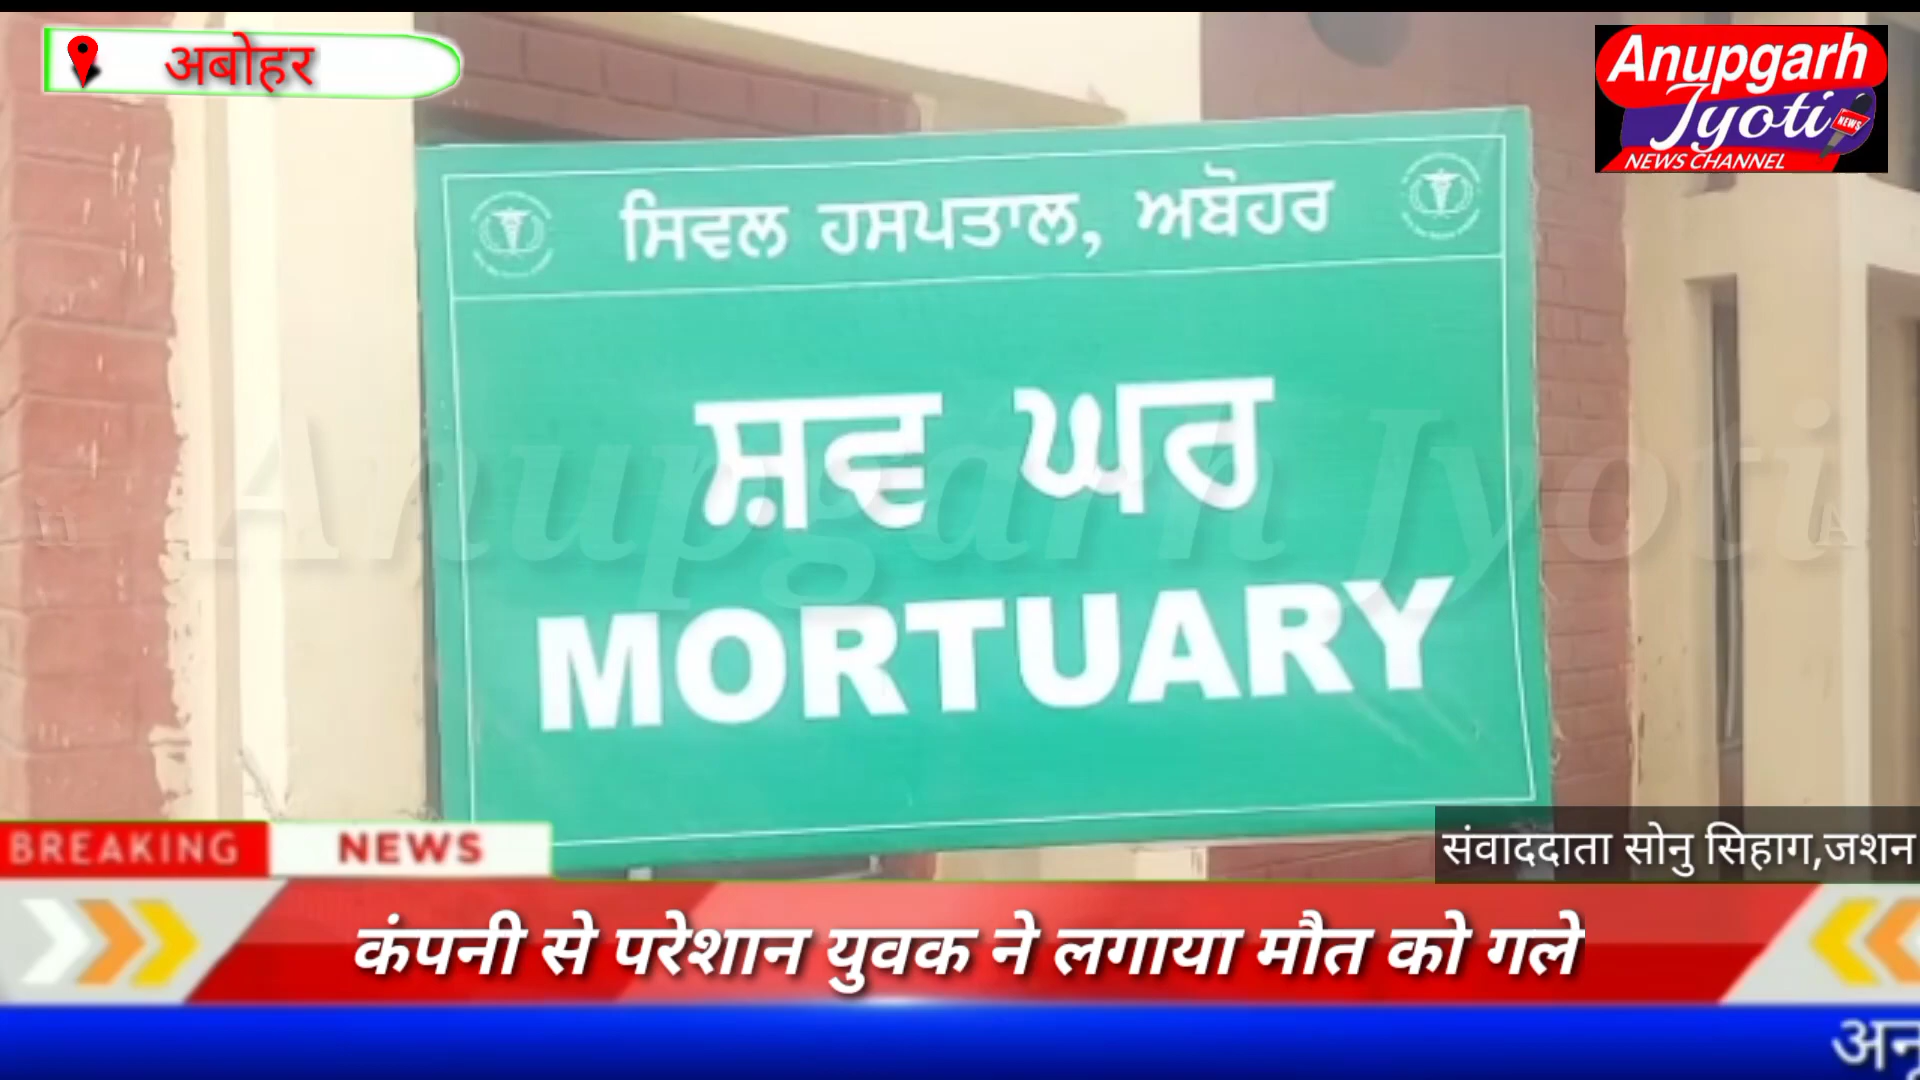 अबोहर
Anupgarh
Jyoti
NEWS
NEWS CHANNEL
ਸਿਵਲ ਹਸਪਤਾਲ, ਅਬੋਹਰ
ਸ਼ਵ ਘਰ
MORTUARY
Anupgarh Jyoti
संवाददाता सोनु सिहाग,जशन
BREAKING NEWS
कंपनी से परेशान युवक ने लगाया मौत को गले